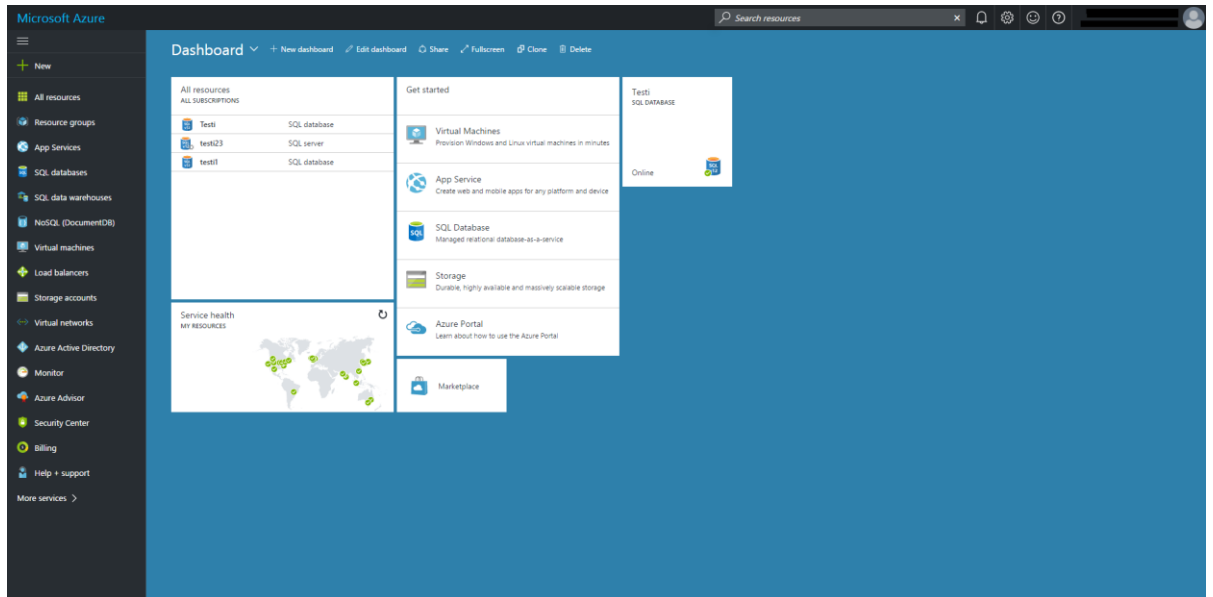 Microsoft Azure
Search resources
New
All resources
Resource groups
App Services
SQL databases
SQL data warehouses
NoSQL (DocumentDB)
Virtual machines
Load balancers
Storage accounts
Virtual networks
Azure Active Directory
Monitor
Azure Advisor
Security Center
Billing
Help + support
More services
Dashboard + New dashboard Edit dashboard Share Fullscreen Clone Delete
All resources
ALL SUBSCRIPTIONS
Testi SQL database
testi23 SQL server
testil SQL database
Service health
MY RESOURCES
Get started
Virtual Machines
Provision Windows and Linux virtual machines in minutes
App Service
Create web and mobile apps for any platform and device
SQL
SQL Database
Managed relational database-as-a-service
Storage
Durable, highly available and massively scalable storage
Azure Portal
Learn about how to use the Azure Portal
Marketplace
Testi
SQL DATABASE
Online